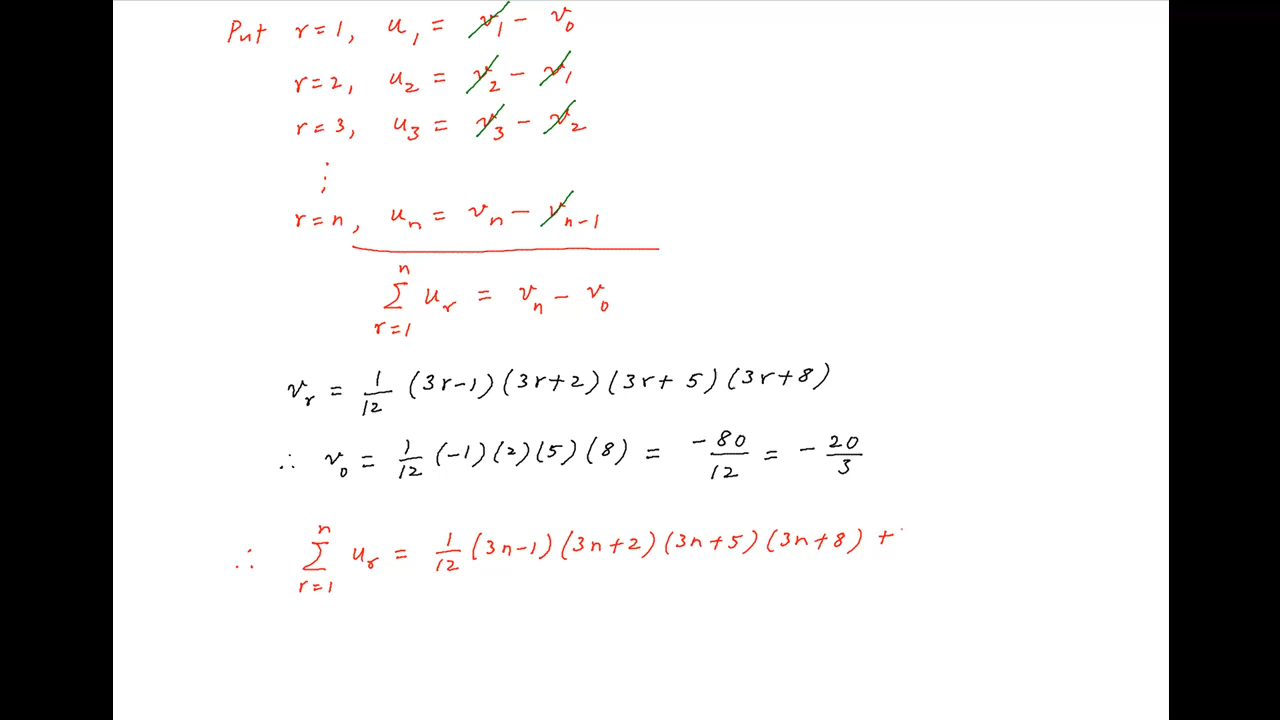 Put r = 1, u₁ = v₁ − v₀
r = 2, u₂ = v₂ − v₁
r = 3, u₃ = v₃ − v₂
⋮
r = n, uₙ = vₙ − vₙ₋₁
∑ₙʳ⁼¹ uᵣ = vₙ − v₀
vᵣ = 1/12 (3r−1)(3r+2)(3r+5)(3r+8)
∴ v₀ = 1/12 (−1)(2)(5)(8) = −80/12 = −20/3
∴ ∑ₙʳ⁼¹ uᵣ = 1/12 (3n−1)(3n+2)(3n+5)(3n+8) +